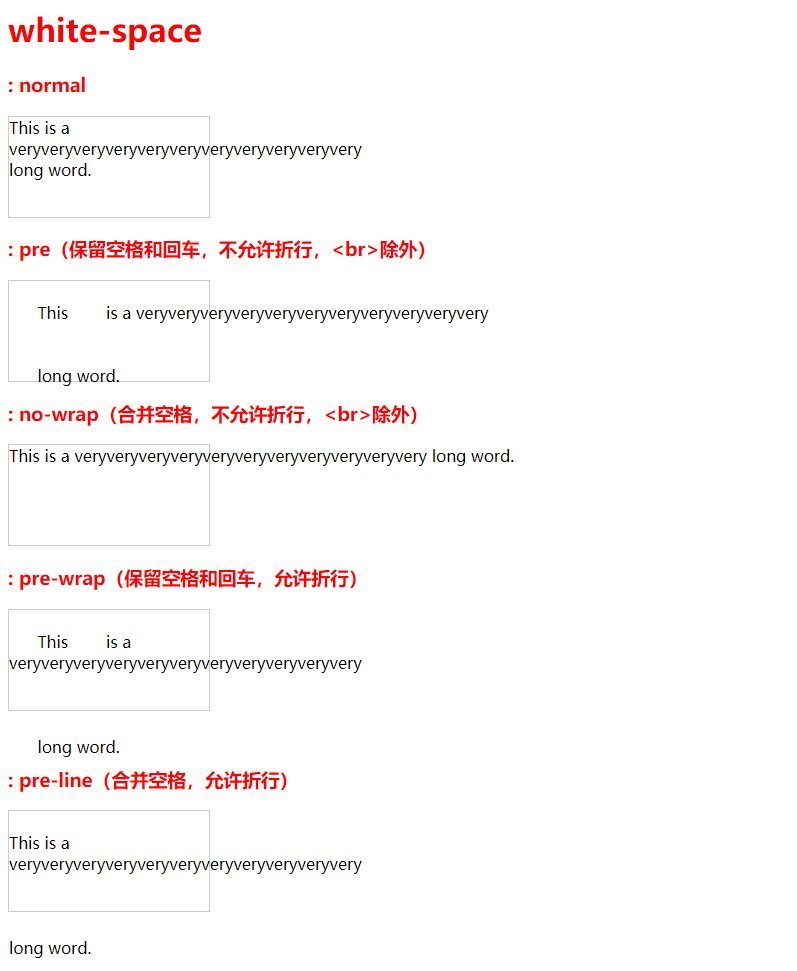 white-space
: normal
This is a
veryveryveryveryveryveryveryveryveryveryvery
long word.
: pre（保留空格和回车，不允许折行，<br>除外）
This        is a veryveryveryveryveryveryveryveryveryveryvery
long word.
: no-wrap（合并空格，不允许折行，<br>除外）
This is a veryveryveryveryveryveryveryveryveryveryvery long word.
: pre-wrap（保留空格和回车，允许折行）
This        is a
veryveryveryveryveryveryveryveryveryveryvery
long word.
: pre-line（合并空格，允许折行）
This is a
veryveryveryveryveryveryveryveryveryveryvery
long word.